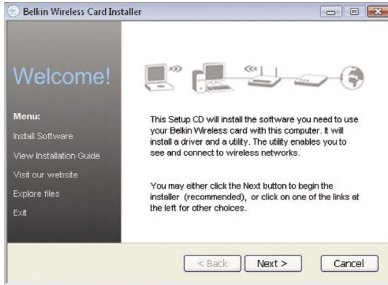 Belkin Wireless Card Installer
Welcome!
Menu:
Install Software
View Installation Guide
Visit our website
Explore files
Exit
This Setup CD will install the software you need to use
your Belkin Wireless card with this computer. It will
install a driver and a utility. The utility enables you to
see and connect to wireless networks.
You may either click the Next button to begin the
installer (recommended), or click on one of the links at
the left for other choices.
< Back
Next >
Cancel